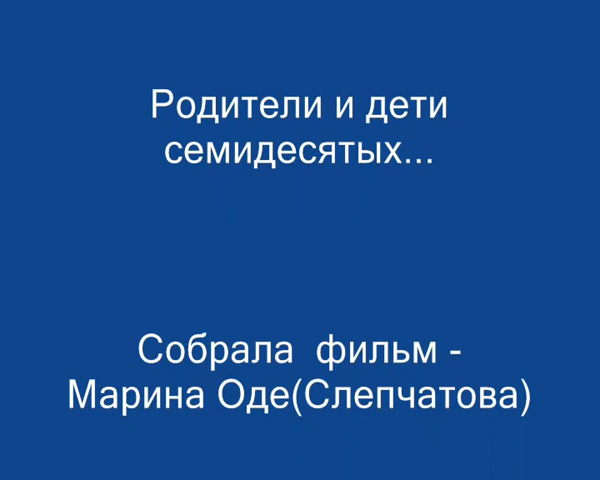 Родители и дети
семидесятых...
Собрала фильм -
Марина Оде(Слепчатова)